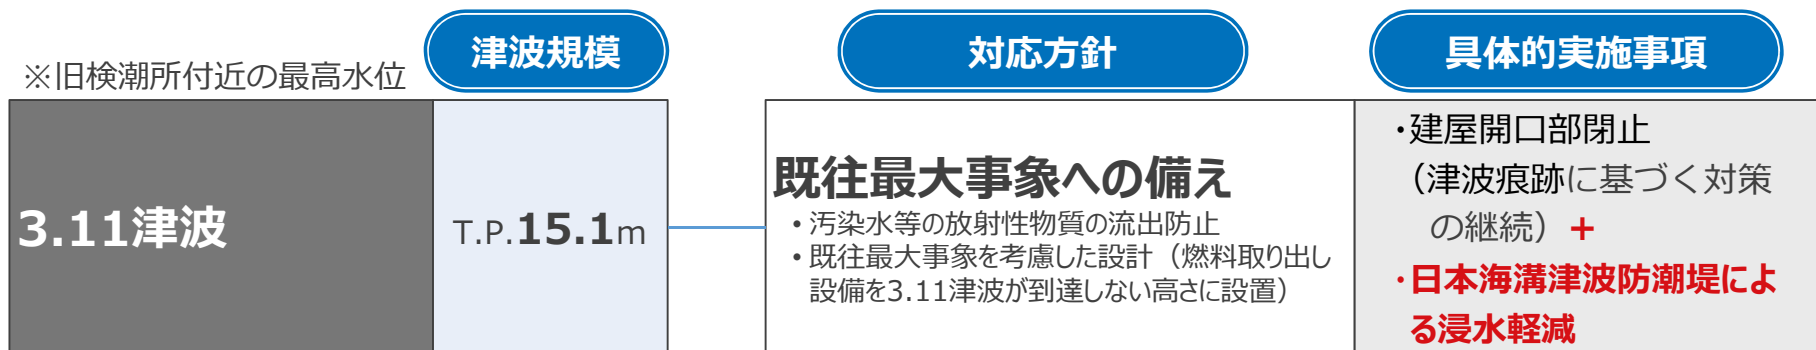 ※旧検潮所付近の最高水位
津波規模
対応方針
具体的実施事項
3.11津波
T.P.15.1m
既往最大事象への備え
・汚染水等の放射性物質の流出防止
・既往最大事象を考慮した設計（燃料取り出し
設備を3.11津波が到達しない高さに設置）
・建屋開口部閉止
（津波痕跡に基づく対策
の継続）+
・日本海溝津波防潮堤によ
る浸水軽減